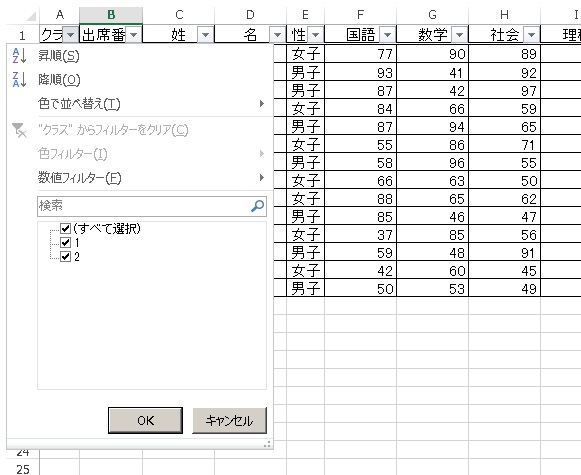 A B C D E F G H I
1 クラ 出席番 姓 名 性 国語 数学 社会 理科
昇順(S) 女子 77 90 89
降順(O) 男子 93 41 92
色で並べ替え(T) 男子 87 42 97
女子 84 66 59
"クラス" からフィルターをクリア(C) 男子 87 94 65
色フィルター(I) 女子 55 86 71
数値フィルター(F) 男子 58 96 55
女子 66 63 50
検索 女子 88 65 62
(すべて選択) 男子 85 46 47
1 女子 37 85 56
2 男子 59 48 91
女子 42 60 45
男子 50 53 49
OK キャンセル
24
25